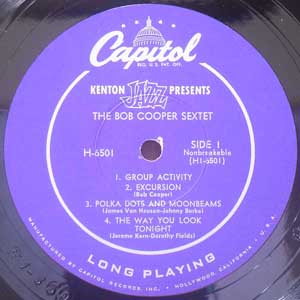 Capitol
REG. U.S. PAT. OFF.
KENTON JAZZ PRESENTS
THE BOB COOPER SEXTET
H-6501
SIDE 1
Nonbreakable
[H1-6501]
1. GROUP ACTIVITY
2. EXCURSION
(Bob Cooper)
3. POLKA DOTS AND MOONBEAMS
(James Van Heusen-Johnny Burke)
4. THE WAY YOU LOOK
TONIGHT
(Jerome Kern-Dorothy Fields)
LONG PLAYING
MANUFACTURED BY CAPITOL RECORDS, INC. • HOLLYWOOD, CALIFORNIA, U.S.A.